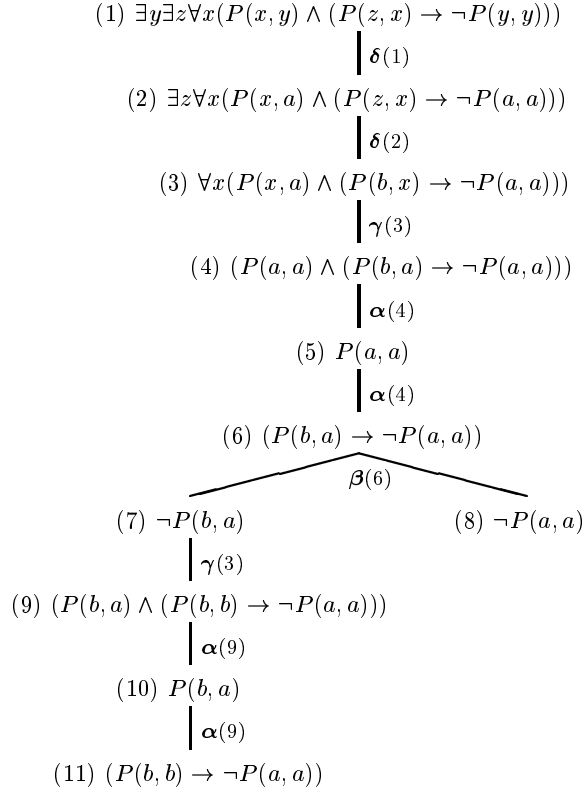 (1) ∃y∃z∀x(P(x, y) ∧ (P(z, x) → ¬P(y, y)))
δ(1)
(2) ∃z∀x(P(x, a) ∧ (P(z, x) → ¬P(a, a)))
δ(2)
(3) ∀x(P(x, a) ∧ (P(b, x) → ¬P(a, a)))
γ(3)
(4) (P(a, a) ∧ (P(b, a) → ¬P(a, a)))
α(4)
(5) P(a, a)
α(4)
(6) (P(b, a) → ¬P(a, a))
β(6)
(7) ¬P(b, a) (8) ¬P(a, a)
γ(3)
(9) (P(b, a) ∧ (P(b, b) → ¬P(a, a)))
α(9)
(10) P(b, a)
α(9)
(11) (P(b, b) → ¬P(a, a))